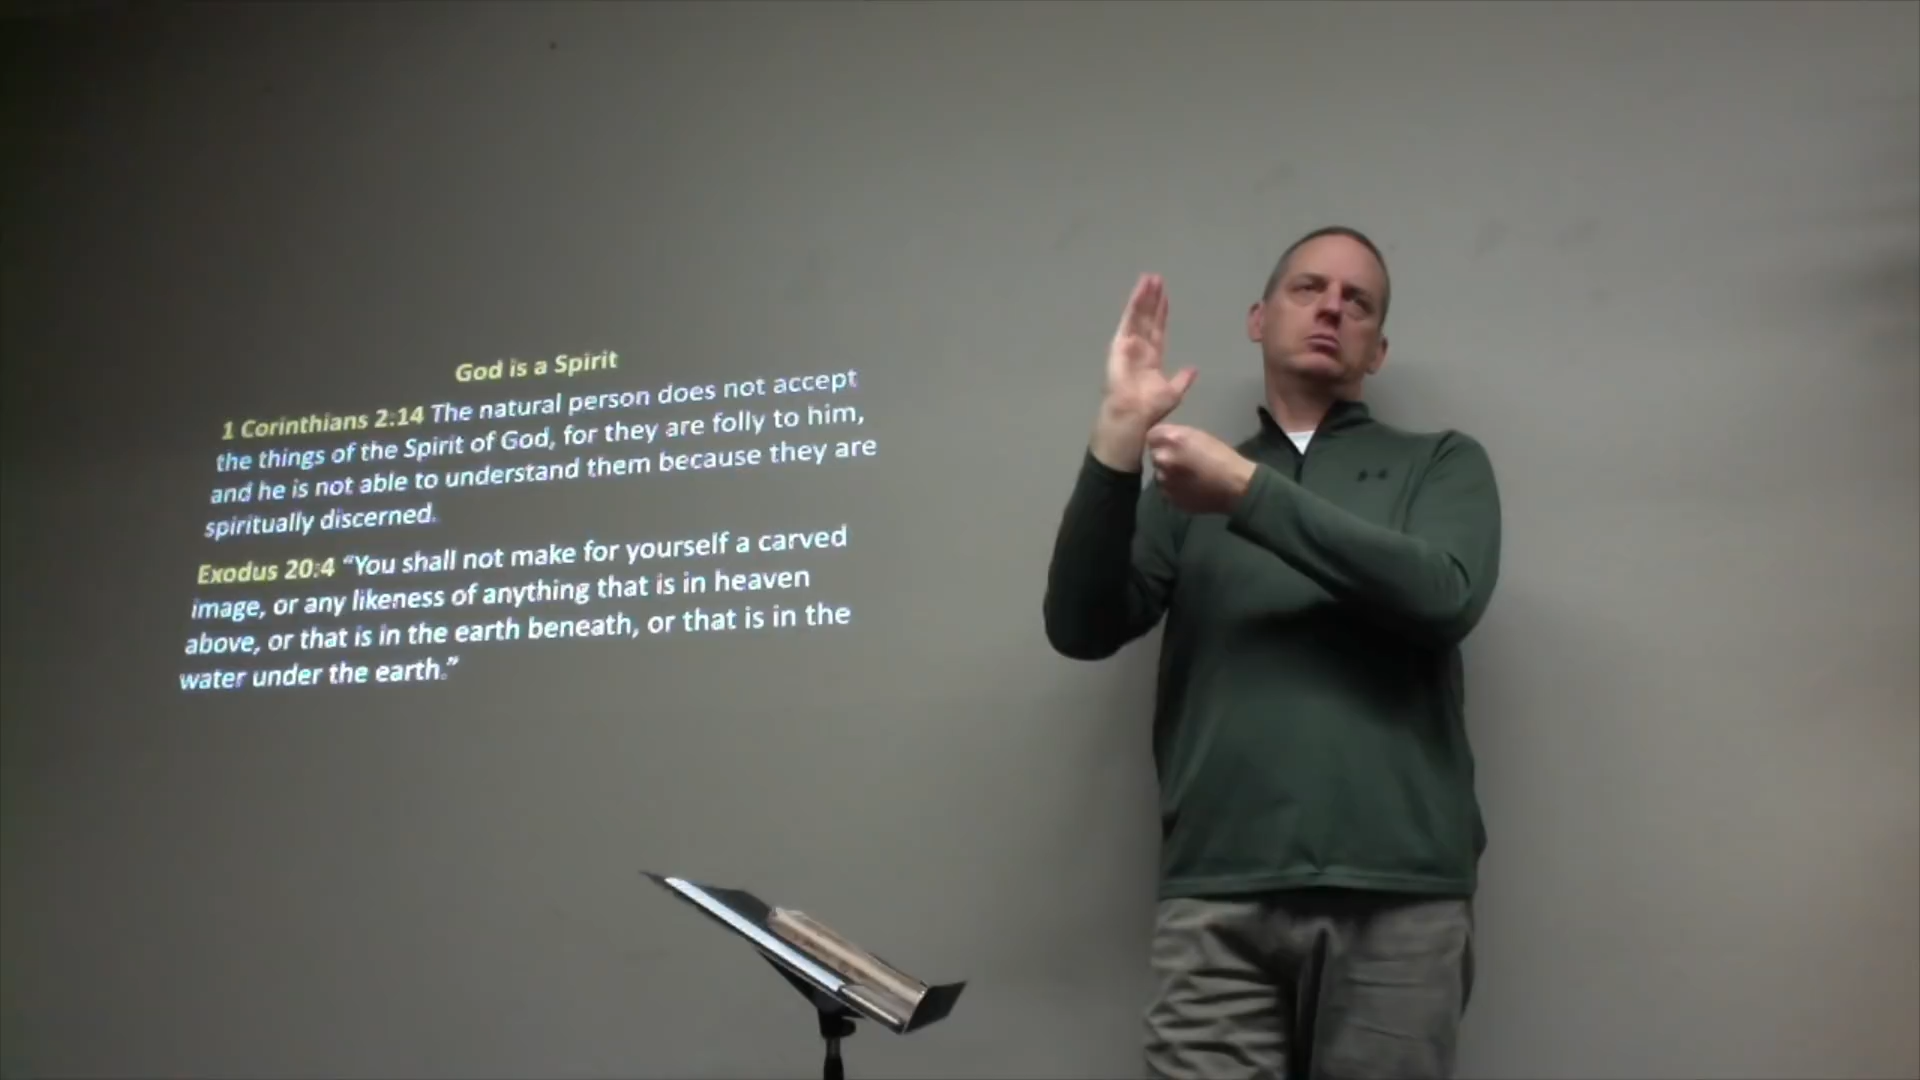 God is a Spirit
1 Corinthians 2:14 The natural person does not accept
the things of the Spirit of God, for they are folly to him,
and he is not able to understand them because they are
spiritually discerned.
Exodus 20:4 “You shall not make for yourself a carved
image, or any likeness of anything that is in heaven
above, or that is in the earth beneath, or that is in the
water under the earth.”